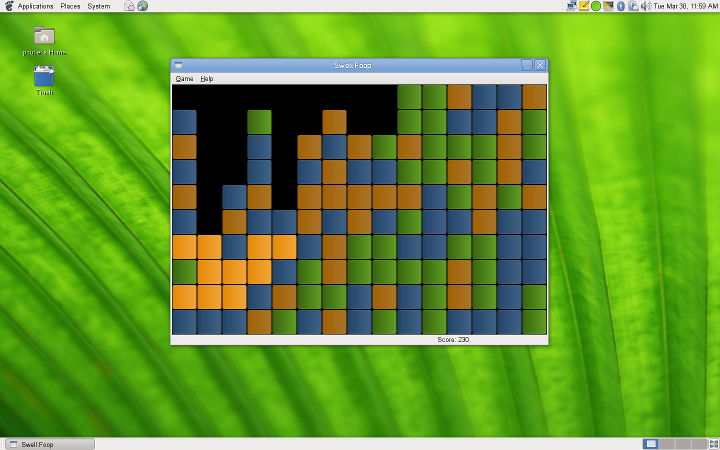 Applications Places System
Tue Mar 30, 11:59 AM
pcutler's Home
Trash
Swell Foop
Game Help
Score: 230
Swell Foop